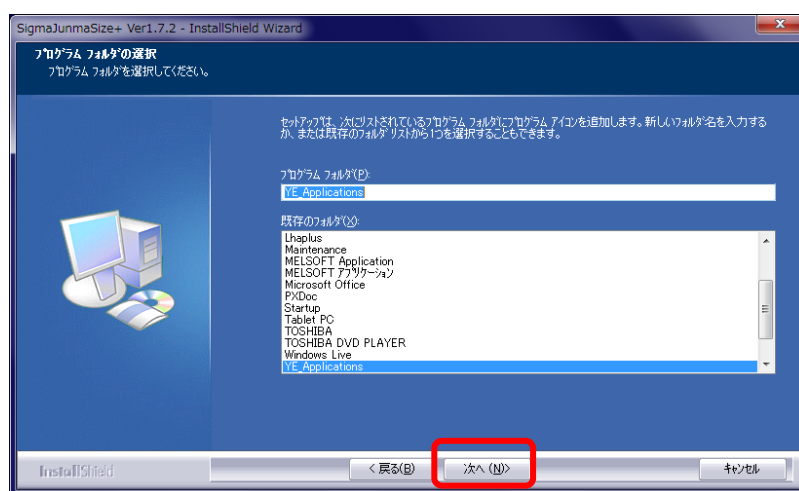 SigmaJunmaSize+ Ver1.7.2 - InstallShield Wizard
プログラム フォルダの選択
プログラム フォルダを選択してください。
セットアップは、次にリストされているプログラム フォルダにプログラム アイコンを追加します。新しいフォルダ名を入力する
か、または既存のフォルダ リストから1つを選択することもできます。
プログラム フォルダ(P):
YE_Applications
既存のフォルダ(X):
Lhaplus
Maintenance
MELSOFT Application
MELSOFT アプリケーション
Microsoft Office
PXDoc
Startup
Tablet PC
TOSHIBA
TOSHIBA DVD PLAYER
Windows Live
YE_Applications
InstallShield
< 戻る(B) 次へ (N)> キャンセル